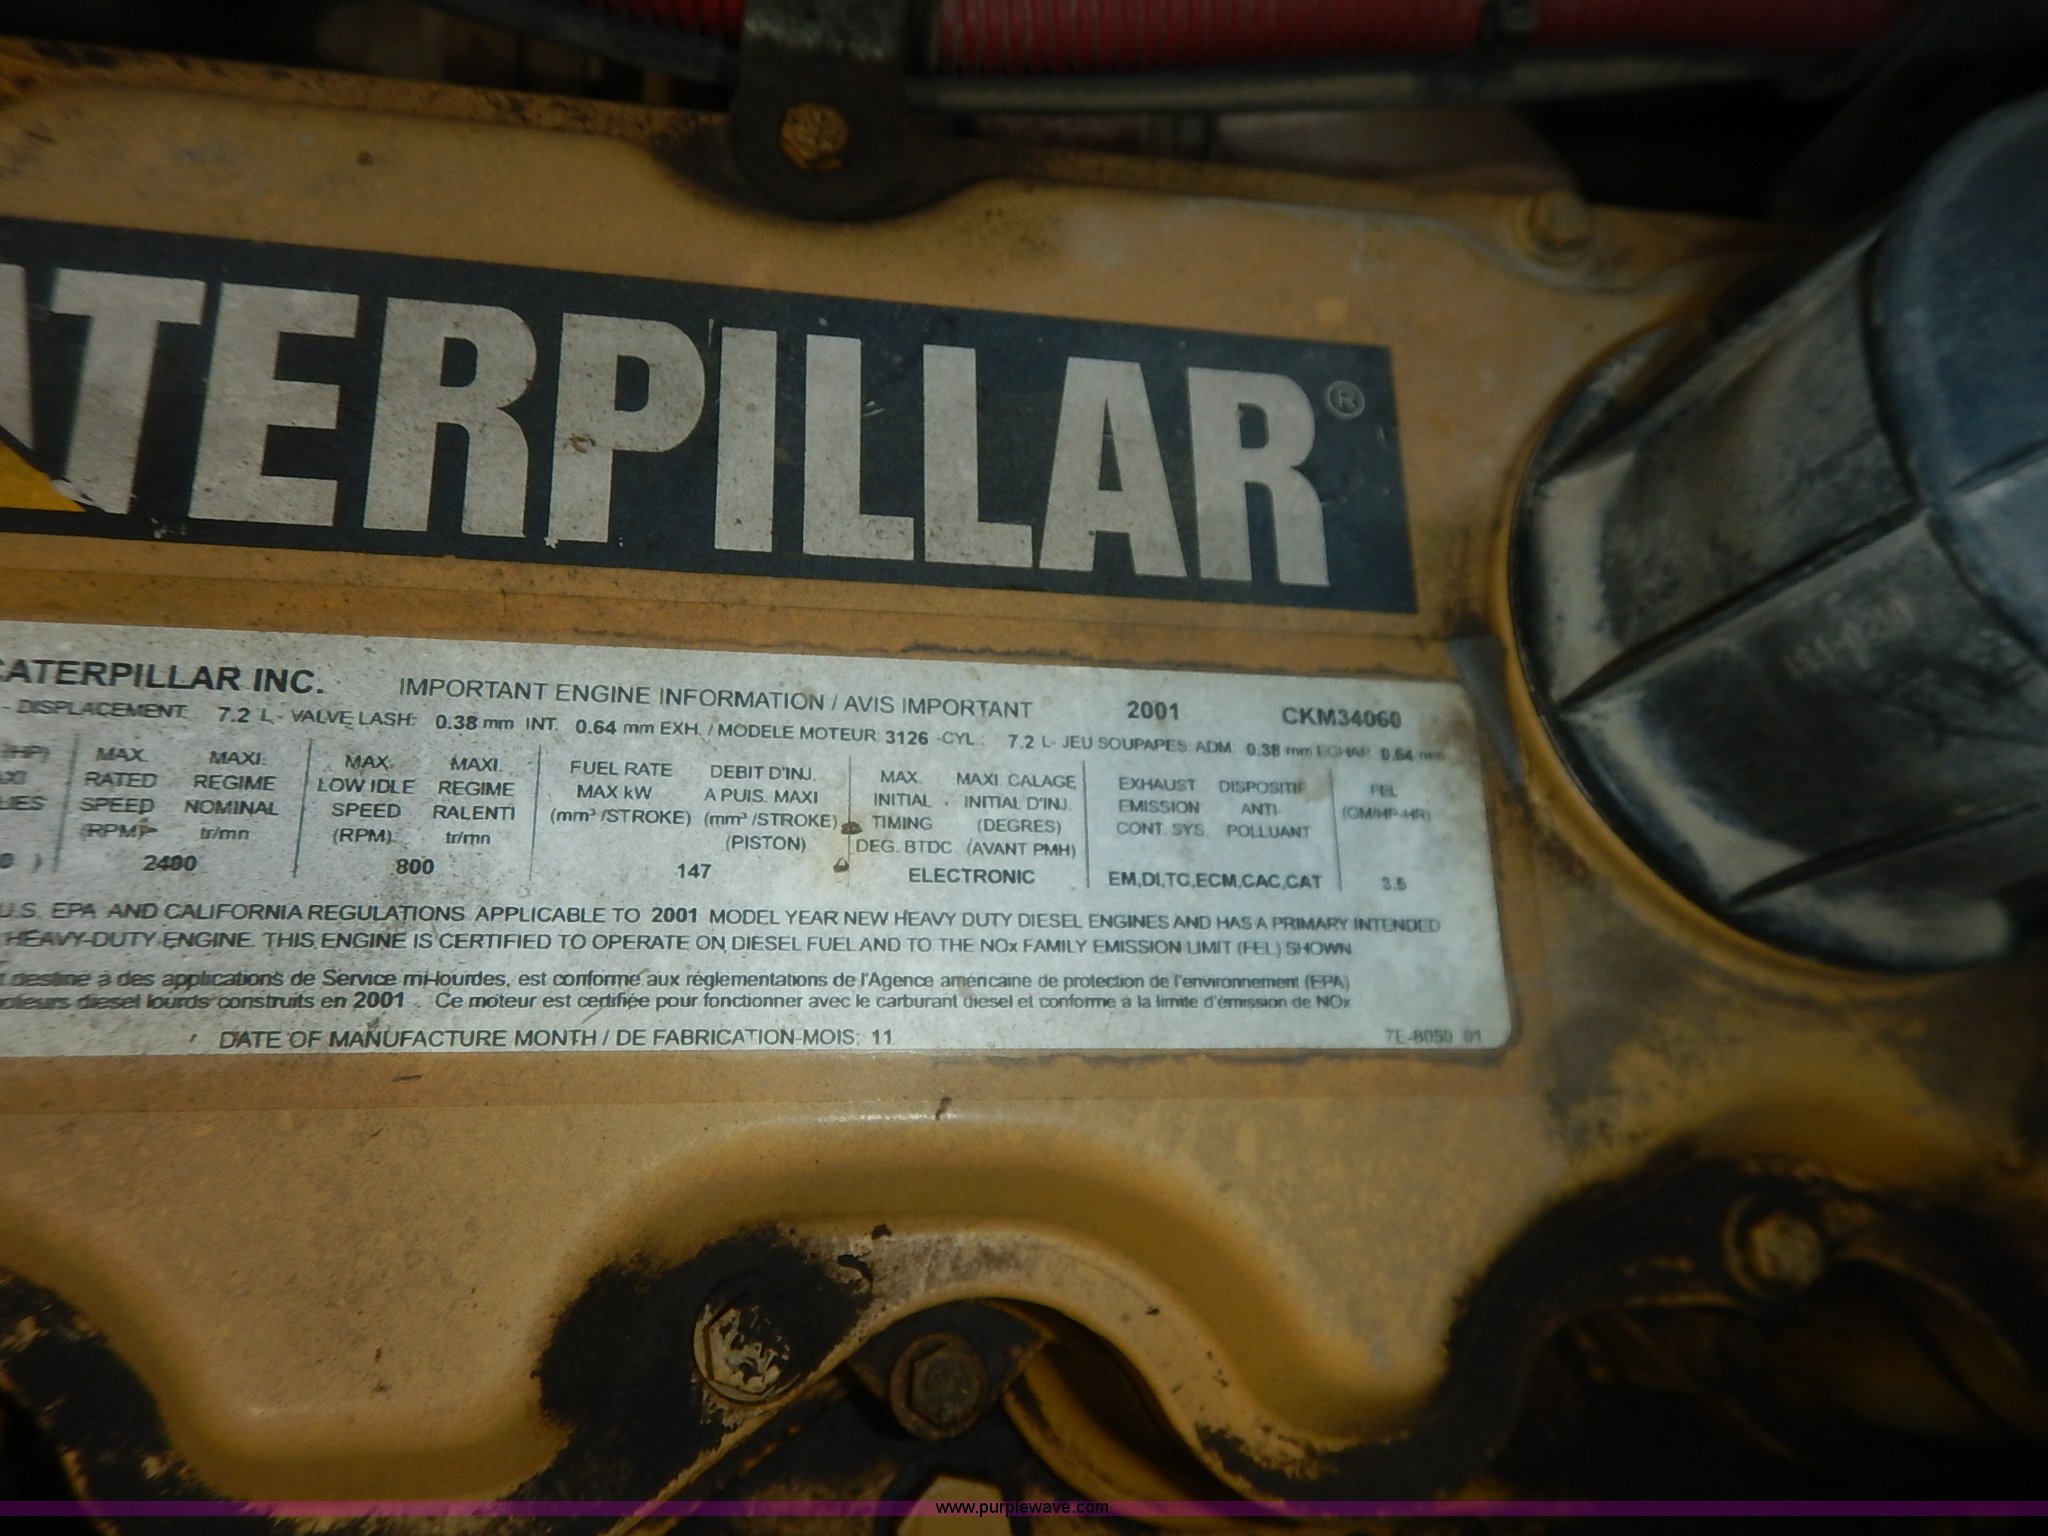 ATERPILLAR®
CATERPILLAR INC. IMPORTANT ENGINE INFORMATION / AVIS IMPORTANT 2001 CKM34060
- DISPLACEMENT 7.2 L - VALVE LASH: 0.38 mm INT. 0.64 mm EXH. / MODELE MOTEUR 3126 -CYL.: 7.2 L- JEU SOUPAPES ADM. 0.38 mm ECHAP 0.64 mm
(HP) MAX. MAXI. MAX. MAXI. FUEL RATE DEBIT D'INJ. MAX. MAXI CALAGE EXHAUST DISPOSITIF FEL
RATED REGIME LOW IDLE REGIME MAX kW A PUIS. MAXI INITIAL INITIAL D'INJ. EMISSION ANTI (GM/HP-HR)
SPEED NOMINAL SPEED RALENTI (mm³ /STROKE) (mm³ /STROKE) TIMING (DEGRES) CONT. SYS. POLLUANT
(RPM) tr/mn (RPM) tr/mn (PISTON) DEG. BTDC (AVANT PMH)
0 ) 2400 800 147 ELECTRONIC EM,DI,TC,ECM,CAC,CAT 3.5
U.S. EPA AND CALIFORNIA REGULATIONS APPLICABLE TO 2001 MODEL YEAR NEW HEAVY DUTY DIESEL ENGINES AND HAS A PRIMARY INTENDED
HEAVY-DUTY ENGINE. THIS ENGINE IS CERTIFIED TO OPERATE ON DIESEL FUEL AND TO THE NOx FAMILY EMISSION LIMIT (FEL) SHOWN.
destine à des applications de Service mi-lourdes, est conforme aux réglementations de l'Agence américaine de protection de l'environnement (EPA)
moteurs diesel lourds construits en 2001 . Ce moteur est certifiée pour fonctionner avec le carburant diesel et conforme à la limite d'émission de NOx
DATE OF MANUFACTURE MONTH / DE FABRICATION-MOIS: 11 7E-8050 01
www.purplewave.com